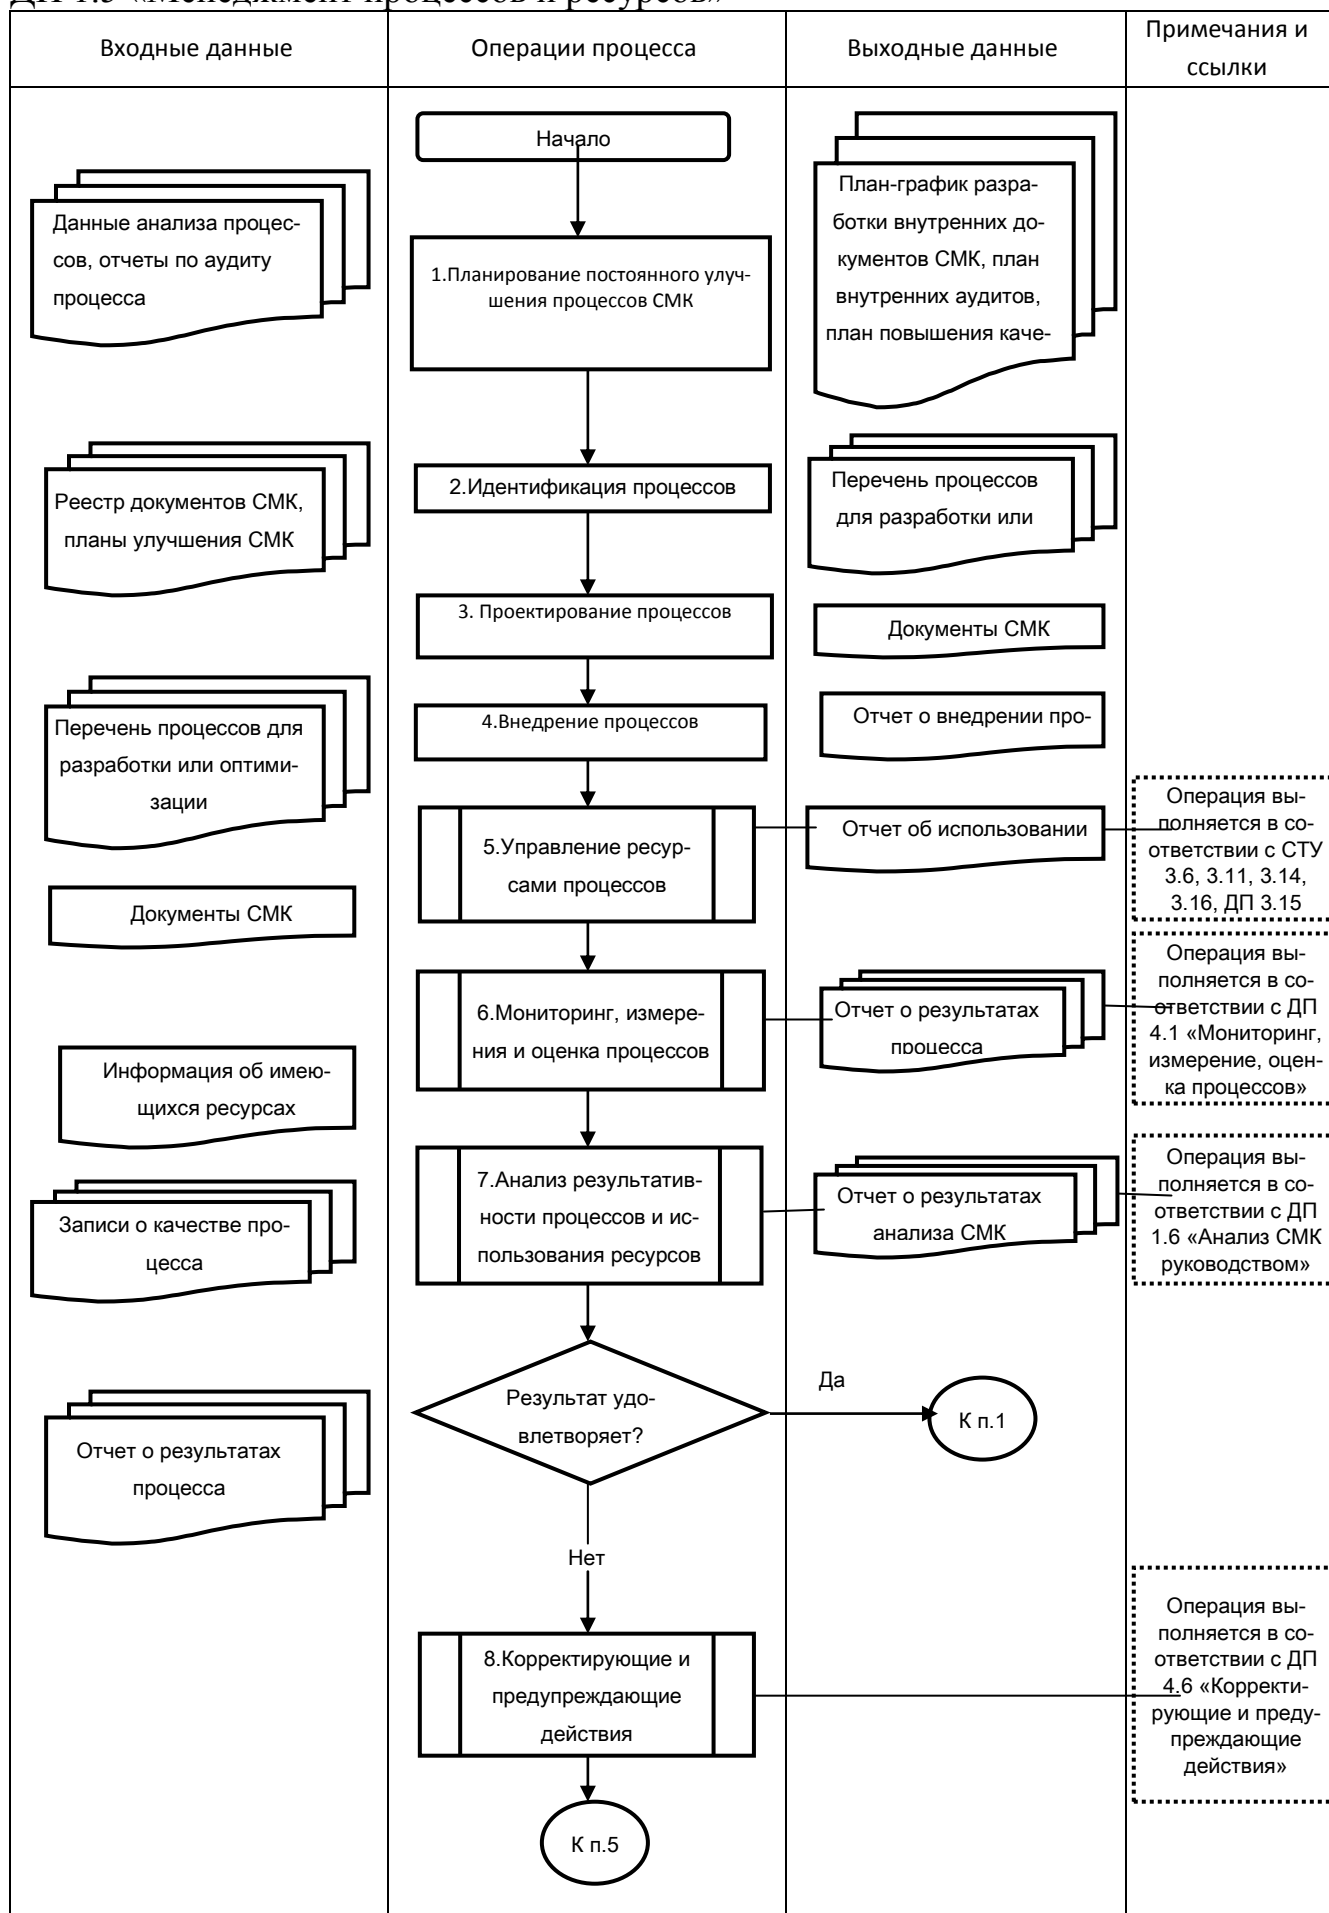 ДП 1.5 «Менеджмент процессов и ресурсов»
Входные данные
Операции процесса
Выходные данные
Примечания и
ссылки
Начало
Данные анализа процес-
сов, отчеты по аудиту
процесса
1.Планирование постоянного улуч-
шения процессов СМК
План-график разра-
ботки внутренних до-
кументов СМК, план
внутренних аудитов,
план повышения каче-
Реестр документов СМК,
планы улучшения СМК
2.Идентификация процессов
Перечень процессов
для разработки или
3. Проектирование процессов
Документы СМК
Перечень процессов для
разработки или оптими-
зации
4.Внедрение процессов
Отчет о внедрении про-
5.Управление ресур-
сами процессов
Отчет об использовании
Операция вы-
полняется в со-
ответствии с СТУ
3.6, 3.11, 3.14,
3.16, ДП 3.15
Документы СМК
6.Мониторинг, измере-
ния и оценка процессов
Отчет о результатах
процесса
Операция вы-
полняется в со-
ответствии с ДП
4.1 «Мониторинг,
измерение, оцен-
ка процессов»
Информация об имею-
щихся ресурсах
7.Анализ результатив-
ности процессов и ис-
пользования ресурсов
Отчет о результатах
анализа СМК
Операция вы-
полняется в со-
ответствии с ДП
1.6 «Анализ СМК
руководством»
Записи о качестве про-
цесса
Результат удо-
влетворяет?
Да
К п.1
Отчет о результатах
процесса
Нет
8.Корректирующие и
предупреждающие
действия
Операция вы-
полняется в со-
ответствии с ДП
4.6 «Корректи-
рующие и преду-
преждающие
действия»
К п.5